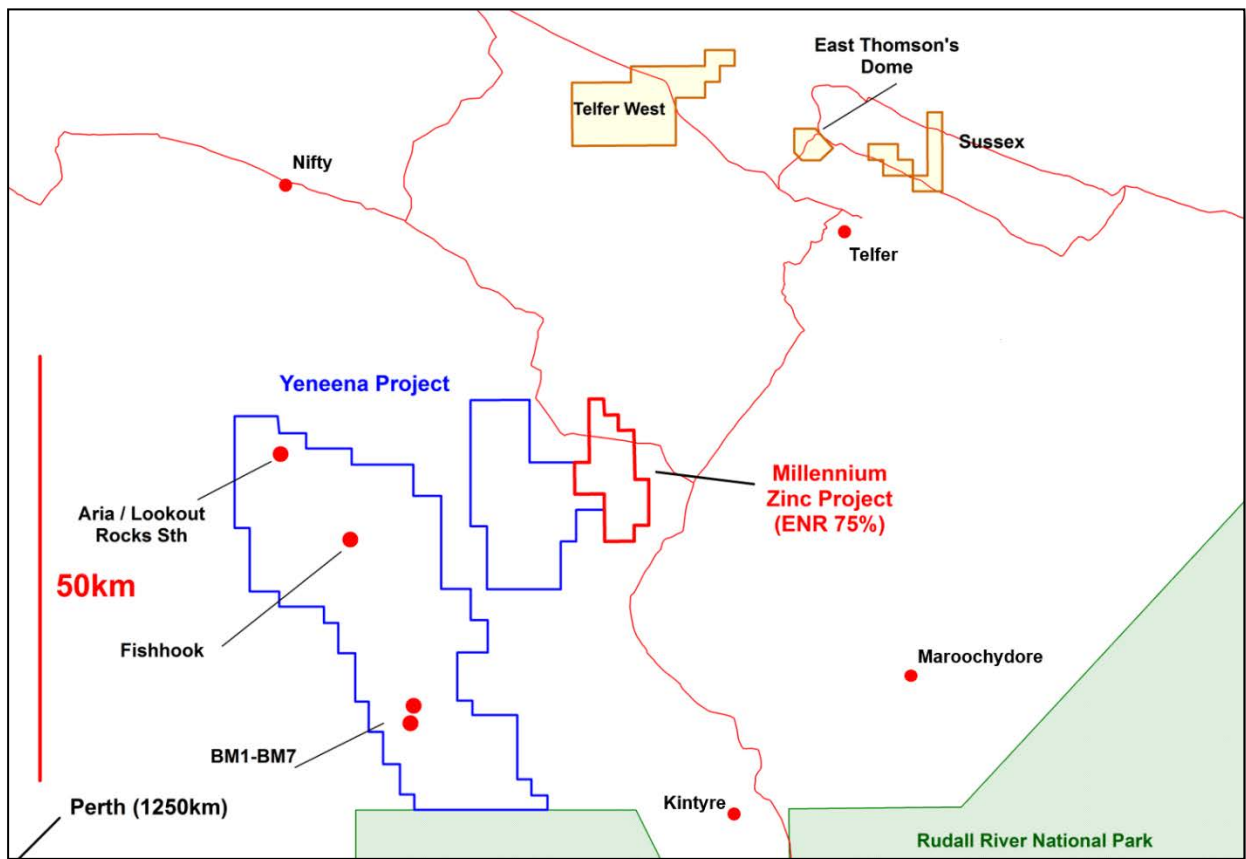 East Thomson's
Dome
Telfer West
Sussex
Nifty
Telfer
Yeneena Project
Millennium
Zinc Project
(ENR 75%)
Aria / Lookout
Rocks Sth
50km
Fishhook
Maroochydore
BM1-BM7
Perth (1250km)
Kintyre
Rudall River National Park